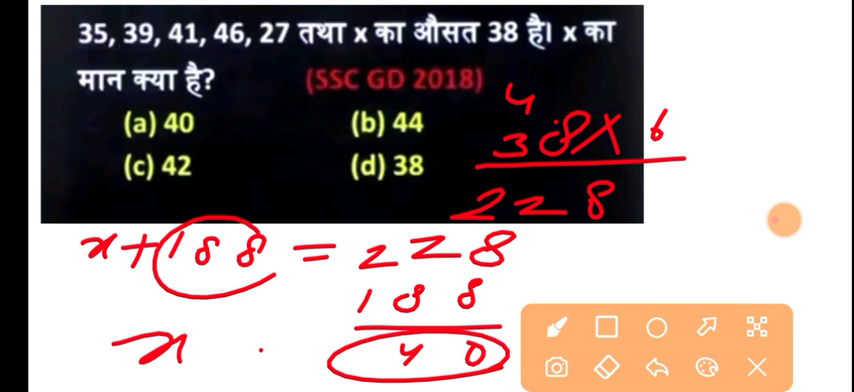 35, 39, 41, 46, 27 तथा x का औसत 38 है। x का
मान क्या है? (SSC GD 2018)
(a) 40 (b) 44
(c) 42 (d) 38
4
38 x 6
228
x + 188 = 228
188
x 40